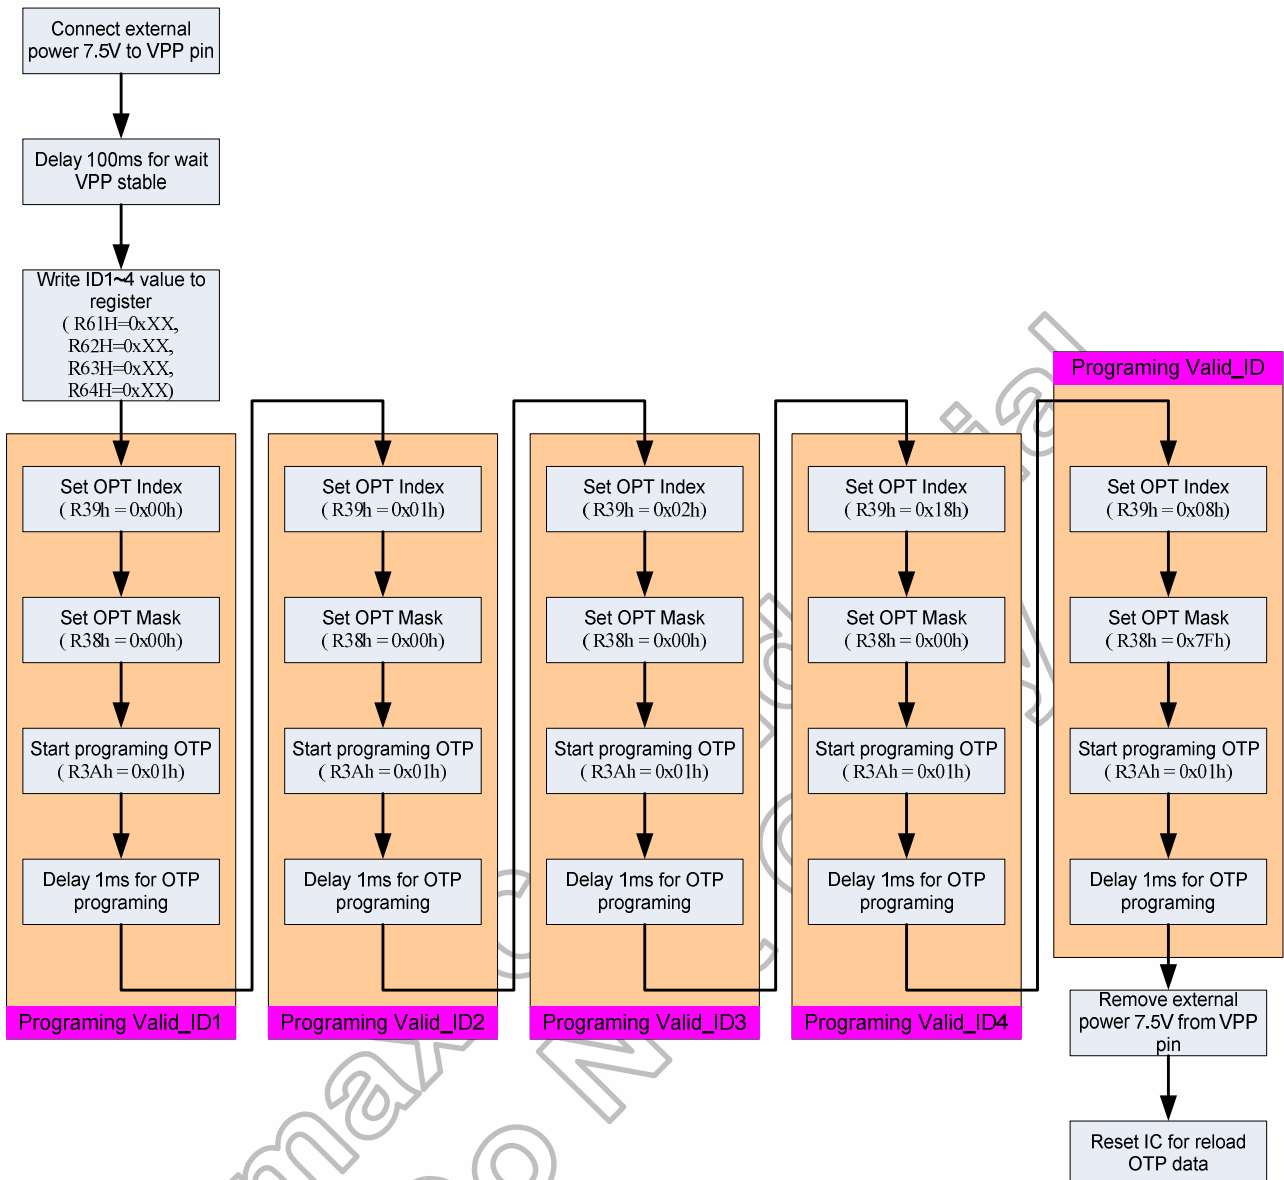 Connect external
power 7.5V to VPP pin
Delay 100ms for wait
VPP stable
Write ID1~4 value to
register
( R61H=0xXX,
R62H=0xXX,
R63H=0xXX,
R64H=0xXX)
Set OPT Index
( R39h = 0x00h)
Set OPT Mask
( R38h = 0x00h)
Start programing OTP
( R3Ah = 0x01h)
Delay 1ms for OTP
programing
Programing Valid_ID1
Set OPT Index
( R39h = 0x01h)
Set OPT Mask
( R38h = 0x00h)
Start programing OTP
( R3Ah = 0x01h)
Delay 1ms for OTP
programing
Programing Valid_ID2
Set OPT Index
( R39h = 0x02h)
Set OPT Mask
( R38h = 0x00h)
Start programing OTP
( R3Ah = 0x01h)
Delay 1ms for OTP
programing
Programing Valid_ID3
Set OPT Index
( R39h = 0x18h)
Set OPT Mask
( R38h = 0x00h)
Start programing OTP
( R3Ah = 0x01h)
Delay 1ms for OTP
programing
Programing Valid_ID4
Programing Valid_ID
Set OPT Index
( R39h = 0x08h)
Set OPT Mask
( R38h = 0x7Fh)
Start programing OTP
( R3Ah = 0x01h)
Delay 1ms for OTP
programing
Remove external
power 7.5V from VPP
pin
Reset IC for reload
OTP data